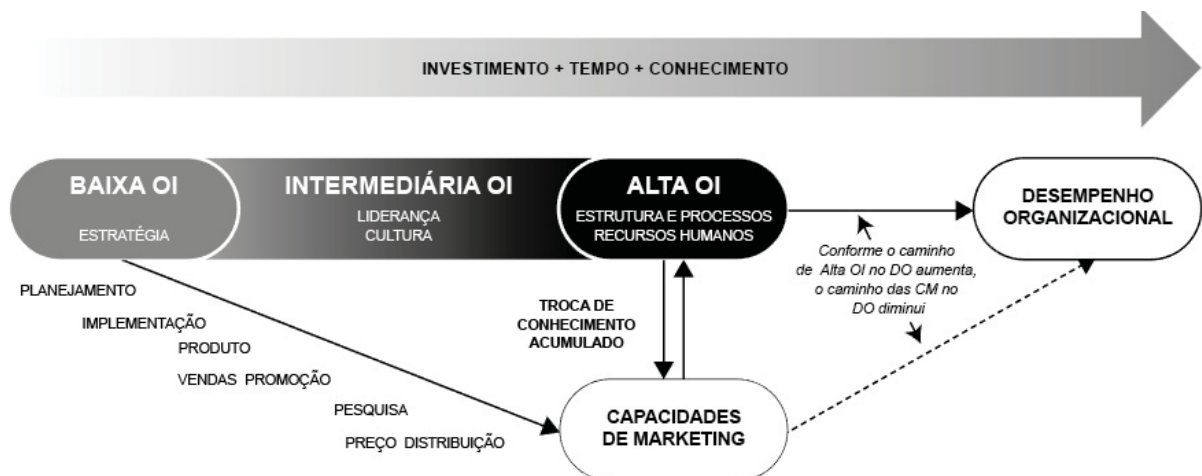 INVESTIMENTO + TEMPO + CONHECIMENTO
BAIXA OI
ESTRATÉGIA
INTERMEDIÁRIA OI
LIDERANÇA
CULTURA
ALTA OI
ESTRUTURA E PROCESSOS
RECURSOS HUMANOS
DESEMPENHO
ORGANIZACIONAL
Conforme o caminho
de Alta OI no DO aumenta,
o caminho das CM no
DO diminui
PLANEJAMENTO
IMPLEMENTAÇÃO
PRODUTO
VENDAS PROMOÇÃO
PESQUISA
PREÇO DISTRIBUIÇÃO
TROCA DE
CONHECIMENTO
ACUMULADO
CAPACIDADES
DE MARKETING